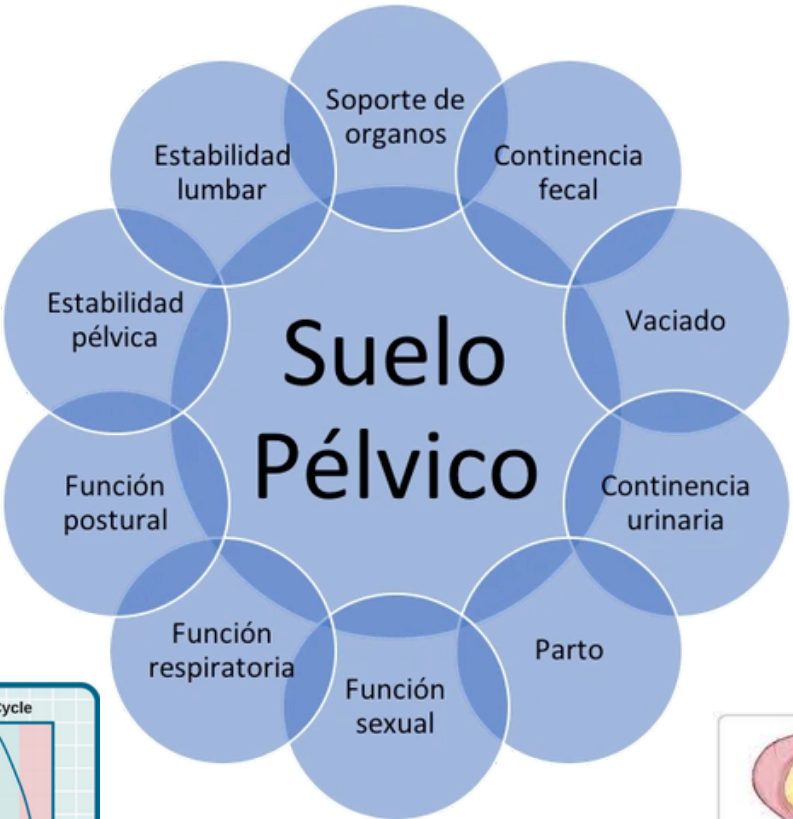 Soporte de
organos
Continencia
fecal
Vaciado
Continencia
urinaria
Parto
Función
sexual
Función
respiratoria
Función
postural
Estabilidad
pélvica
Estabilidad
lumbar
Suelo
Pélvico